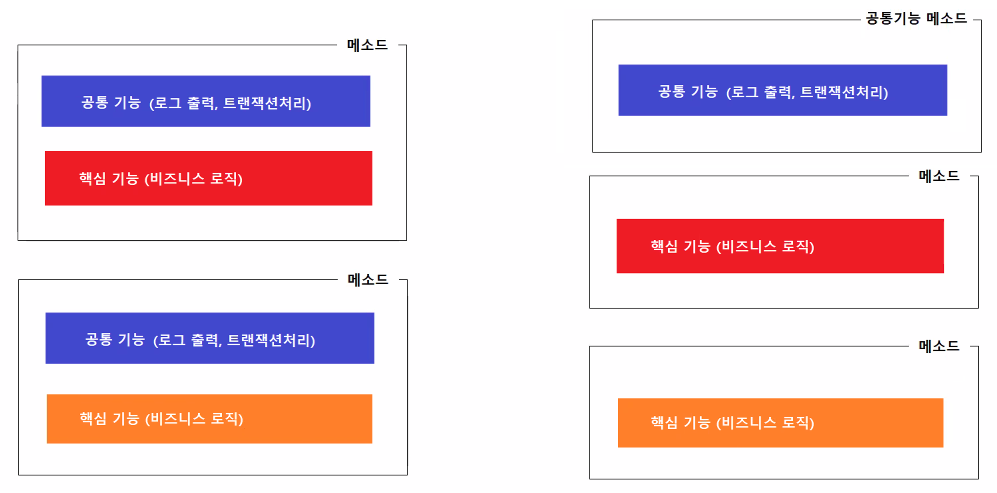 메소드
공통 기능 (로그 출력, 트랜잭션처리)
핵심 기능 (비즈니스 로직)
메소드
공통 기능 (로그 출력, 트랜잭션처리)
핵심 기능 (비즈니스 로직)
공통기능 메소드
공통 기능 (로그 출력, 트랜잭션처리)
메소드
핵심 기능 (비즈니스 로직)
메소드
핵심 기능 (비즈니스 로직)